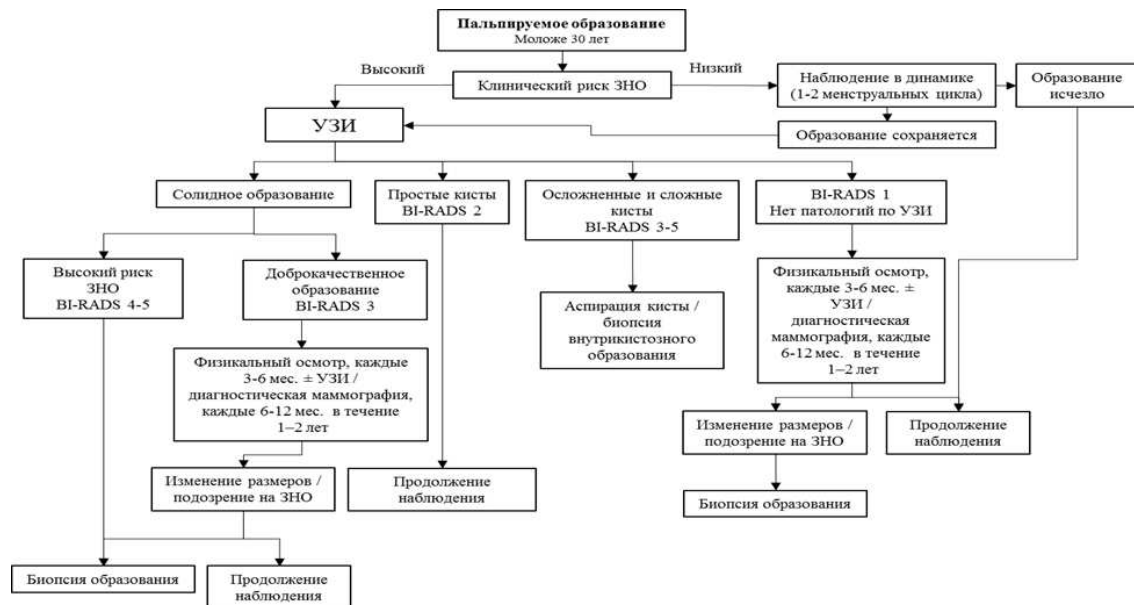 Пальпируемое образование
Моложе 30 лет
Высокий
Низкий
Клинический риск ЗНО
Наблюдение в динамике
(1-2 менструальных цикла)
Образование
исчезло
УЗИ
Образование сохраняется
Солидное образование
Простые кисты
BI-RADS 2
Осложненные и сложные
кисты
BI-RADS 3-5
BI-RADS 1
Нет патологий по УЗИ
Высокий риск
ЗНО
BI-RADS 4-5
Доброкачественное
образование
BI-RADS 3
Аспирация кисты /
биопсия
внутрикистозного
образования
Физикальный осмотр,
каждые 3-6 мес. ±
УЗИ /
диагностическая
маммография, каждые
6-12 мес. в течение
1–2 лет
Физикальный осмотр, каждые
3-6 мес. ± УЗИ /
диагностическая маммография,
каждые 6-12 мес. в течение
1–2 лет
Изменение размеров /
подозрение на ЗНО
Продолжение
наблюдения
Изменение размеров /
подозрение на ЗНО
Продолжение
наблюдения
Биопсия образования
Биопсия образования
Продолжение
наблюдения